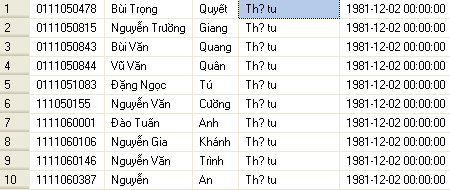 1 0111050478 Bùi Trọng Quyết Th? tu 1981-12-02 00:00:00
2 0111050815 Nguyễn Trường Giang Th? tu 1981-12-02 00:00:00
3 0111050843 Bùi Văn Quang Th? tu 1981-12-02 00:00:00
4 0111050844 Vũ Văn Quân Th? tu 1981-12-02 00:00:00
5 0111051083 Đặng Ngọc Tú Th? tu 1981-12-02 00:00:00
6 111050155 Nguyễn Văn Cường Th? tu 1981-12-02 00:00:00
7 1111060001 Đào Tuấn Anh Th? tu 1981-12-02 00:00:00
8 1111060106 Nguyễn Gia Khánh Th? tu 1981-12-02 00:00:00
9 1111060146 Nguyễn Văn Trình Th? tu 1981-12-02 00:00:00
10 1111060387 Nguyễn An Th? tu 1981-12-02 00:00:00